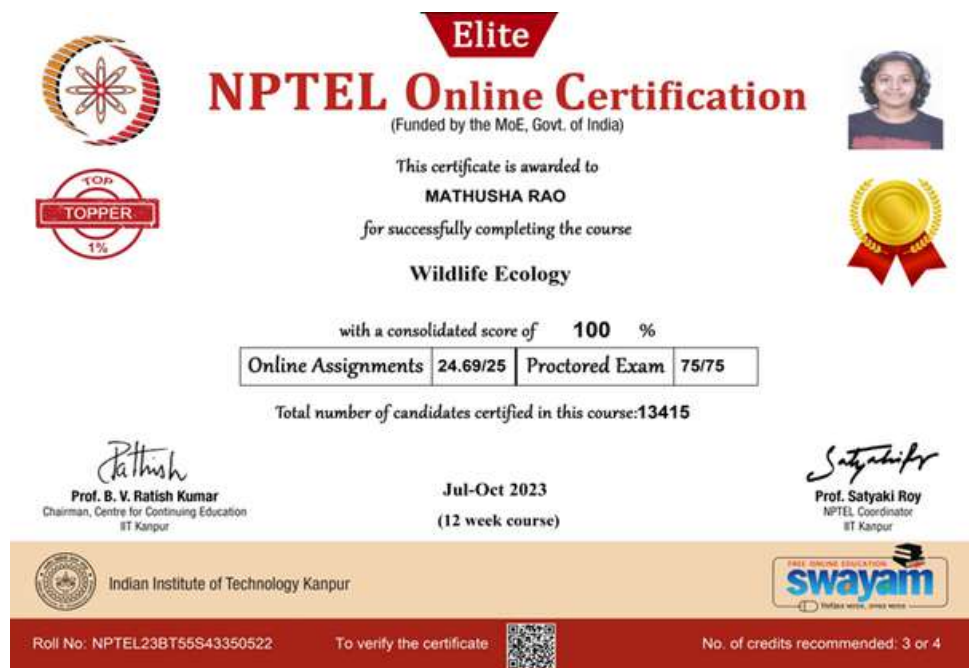 Elite
NPTEL Online Certification
(Funded by the MoE, Govt. of India)
TOP
TOPPER
1%
This certificate is awarded to
MATHUSHA RAO
for successfully completing the course
Wildlife Ecology
with a consolidated score of 100 %
Online Assignments 24.69/25 Proctored Exam 75/75
Total number of candidates certified in this course:13415
Prof. B. V. Ratish Kumar
Chairman, Centre for Continuing Education
IIT Kanpur
Jul-Oct 2023
(12 week course)
Prof. Satyaki Roy
NPTEL Coordinator
IIT Kanpur
Indian Institute of Technology Kanpur
FREE ONLINE EDUCATION
swayam
Roll No: NPTEL23BT55S43350522
To verify the certificate
No. of credits recommended: 3 or 4